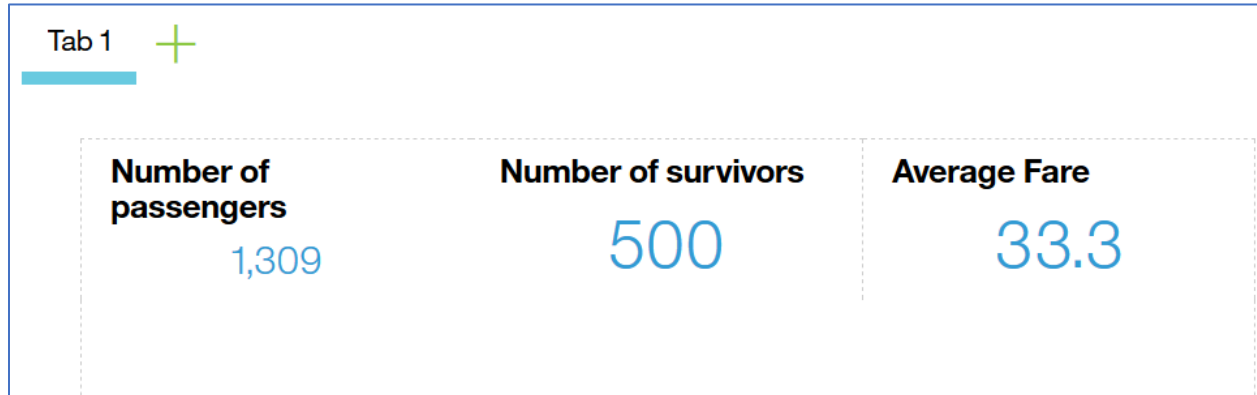 Tab 1
Number of
passengers
1,309
Number of survivors
500
Average Fare
33.3